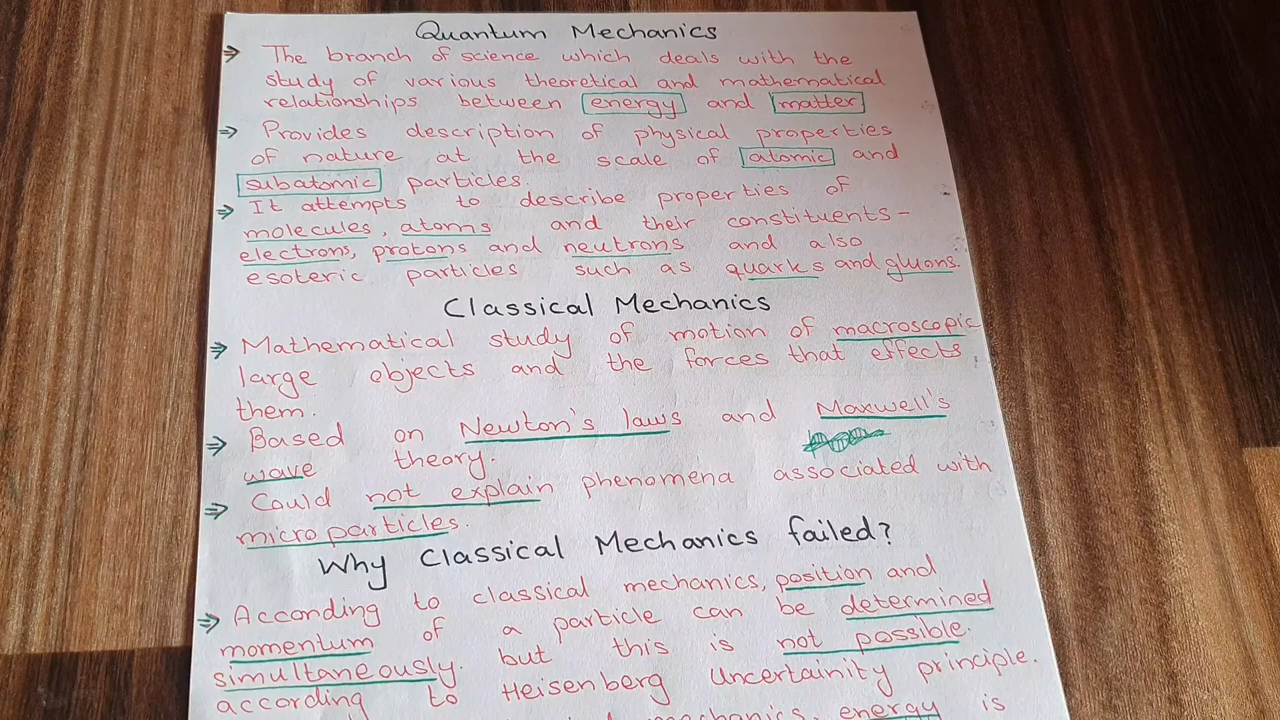 Quantum Mechanics
⇒ The branch of science which deals with the
study of various theoretical and mathematical
relationships between energy and matter
⇒ Provides description of physical properties
of nature at the scale of atomic and
subatomic particles.
⇒ It attempts to describe properties of
molecules, atoms and their constituents-
electrons, protons and neutrons and also
esoteric particles such as quarks and gluons.
Classical Mechanics
⇒ Mathematical study of motion of macroscopic
large objects and the forces that effects
them.
⇒ Based on Newton's laws and Maxwell's
wave theory.
⇒ Could not explain phenomena associated with
microparticles.
Why Classical Mechanics failed?
⇒ According to classical mechanics, position and
momentum of a particle can be determined
simultaneously. but this is not possible.
according to Heisenberg Uncertainity principle.
mechanics, energy is